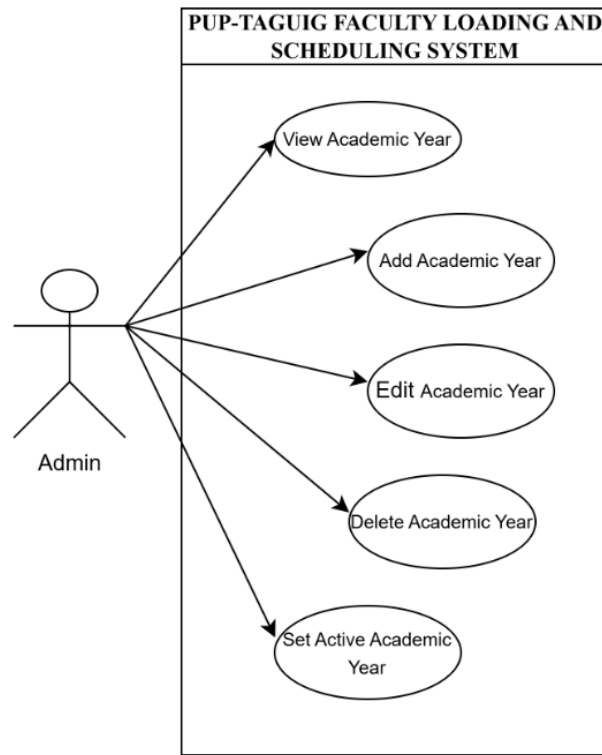 PUP-TAGUIG FACULTY LOADING AND
SCHEDULING SYSTEM
View Academic Year
Add Academic Year
Edit Academic Year
Admin
Delete Academic Year
Set Active Academic
Year